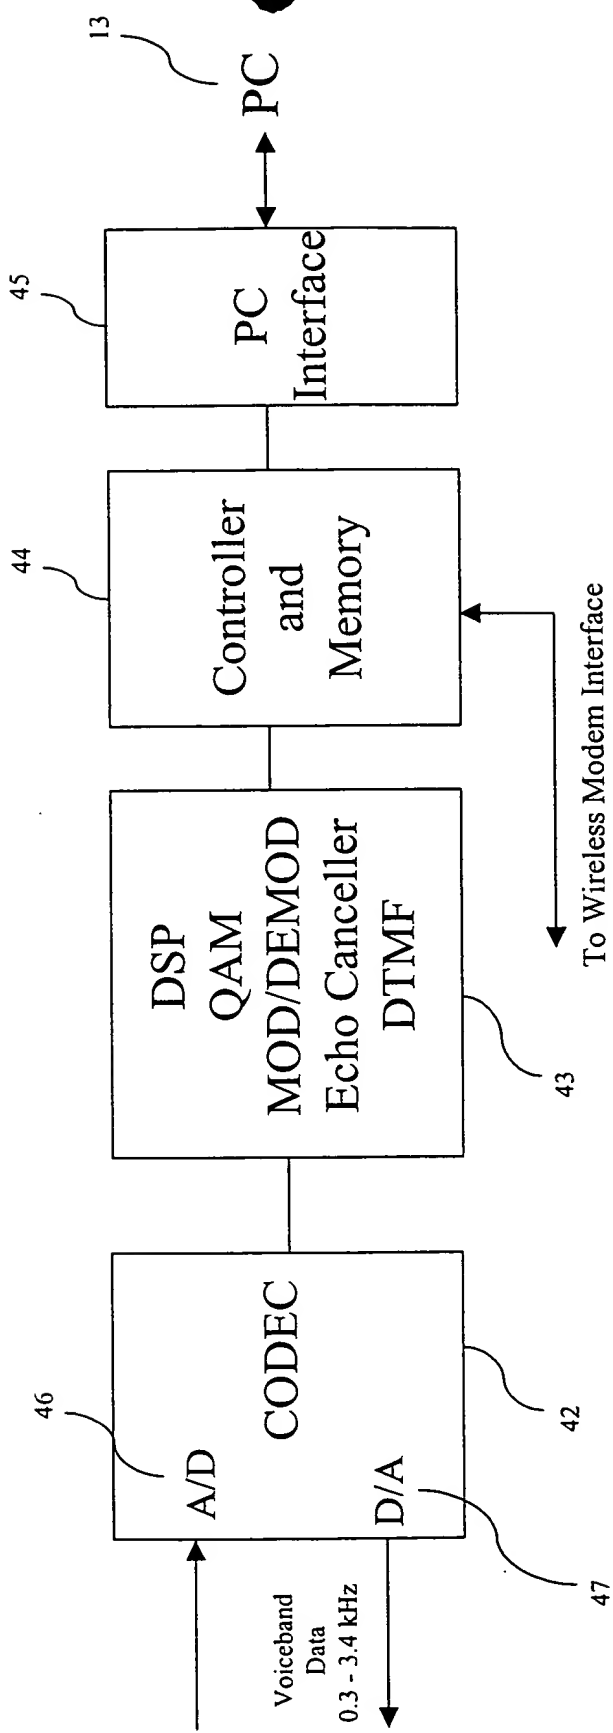 46
A/D
CODEC
D/A
42
47
Voiceband
Data
0.3 - 3.4 kHz
DSP
QAM
MOD/DEMOD
Echo Canceller
DTMF
43
44
Controller
and
Memory
To Wireless Modem Interface
45
PC
Interface
13
PC